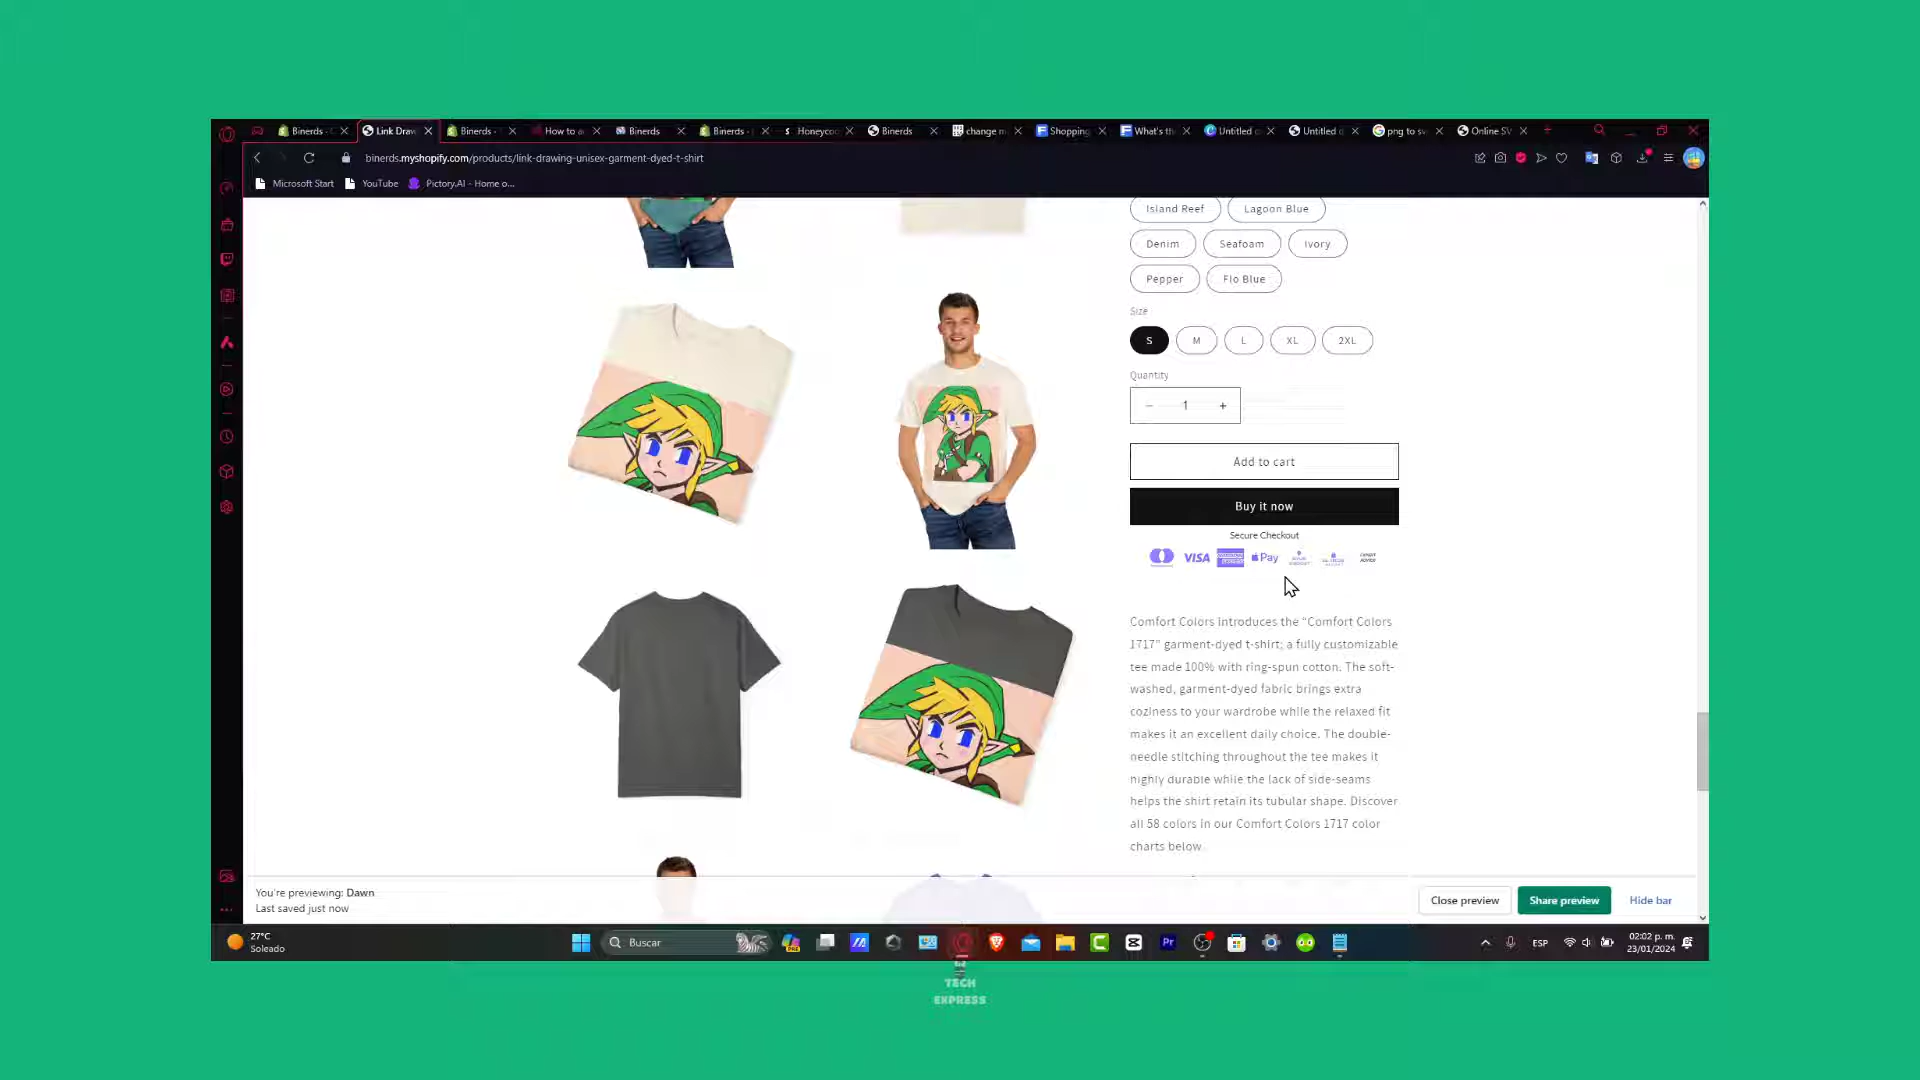 Binerds - C
Link Draw
Binerds -
How to a
Binerds
Binerds -
Honeyco
Binerds
change m
Shopping
What's th
Untitled
Untitled
png to sv
Online SV
binerds.myshopify.com/products/link-drawing-unisex-garment-dyed-t-shirt
Microsoft Start
YouTube
Pictory.AI - Home o...
Island Reef
Lagoon Blue
Denim
Seafoam
Ivory
Pepper
Flo Blue
Size
S
M
L
XL
2XL
Quantity
− 1 +
Add to cart
Buy it now
Secure Checkout
VISA
Pay
Comfort Colors introduces the “Comfort Colors
1717” garment-dyed t-shirt; a fully customizable
tee made 100% with ring-spun cotton. The soft-
washed, garment-dyed fabric brings extra
coziness to your wardrobe while the relaxed fit
makes it an excellent daily choice. The double-
needle stitching throughout the tee makes it
highly durable while the lack of side-seams
helps the shirt retain its tubular shape. Discover
all 58 colors in our Comfort Colors 1717 color
charts below.
You're previewing: Dawn
Last saved just now
Close preview
Share preview
Hide bar
27°C
Soleado
Buscar
PRE
Pr
ESP
02:02 p. m.
23/01/2024
TECH
EXPRESS